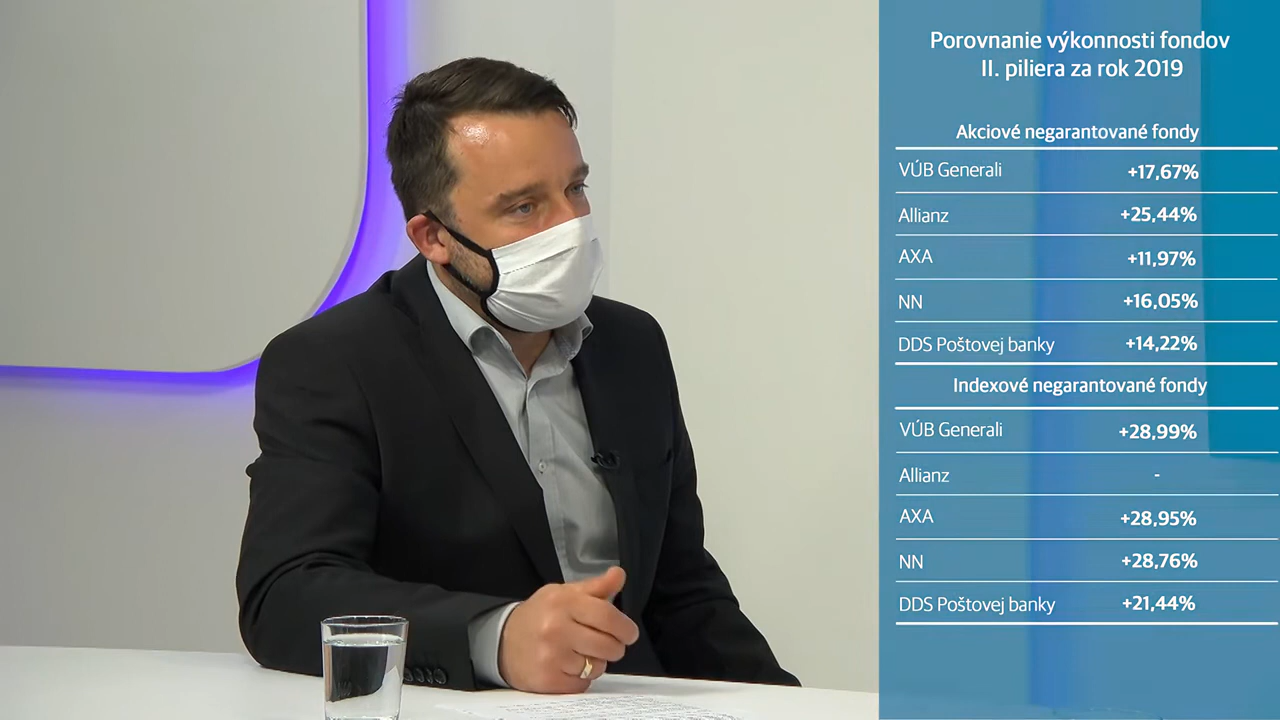 Porovnanie výkonnosti fondov
II. piliera za rok 2019
Akciové negarantované fondy
VÚB Generali +17,67%
Allianz +25,44%
AXA +11,97%
NN +16,05%
DDS Poštovej banky +14,22%
Indexové negarantované fondy
VÚB Generali +28,99%
Allianz -
AXA +28,95%
NN +28,76%
DDS Poštovej banky +21,44%